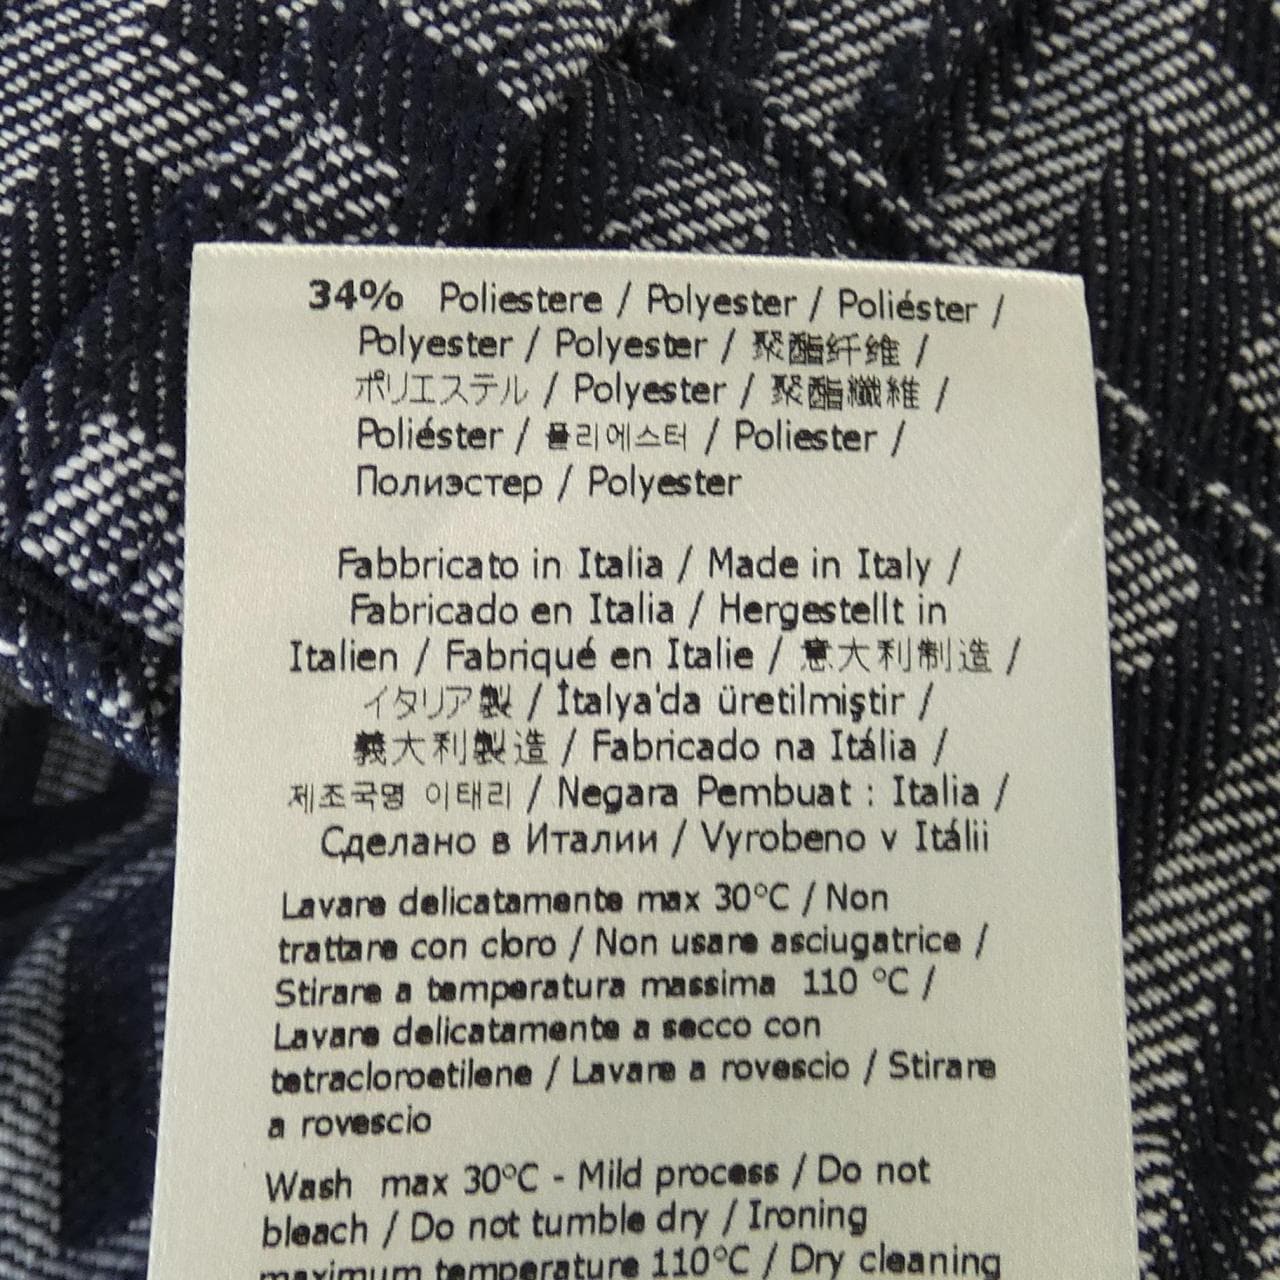 34% Poliestere / Polyester / Poliéster /
Polyester / Polyester / 聚酯纤维 /
ポリエステル / Polyester / 聚酯纖維 /
Poliéster / 폴리에스터 / Poliester /
Полиэстер / Polyester
Fabbricato in Italia / Made in Italy /
Fabricado en Italia / Hergestellt in
Italien / Fabriqué en Italie / 意大利制造 /
イタリア製 / İtalya'da üretilmiştir /
義大利製造 / Fabricado na Itália /
제조국명 이태리 / Negara Pembuat : Italia /
Сделано в Италии / Vyrobeno v Itálii
Lavare delicatamente max 30°C / Non
trattare con cloro / Non usare asciugatrice /
Stirare a temperatura massima 110 °C /
Lavare delicatamente a secco con
tetracloroetilene / Lavare a rovescio / Stirare
a rovescio
Wash max 30°C - Mild process / Do not
bleach / Do not tumble dry / Ironing
maximum temperature 110°C / Dry cleaning